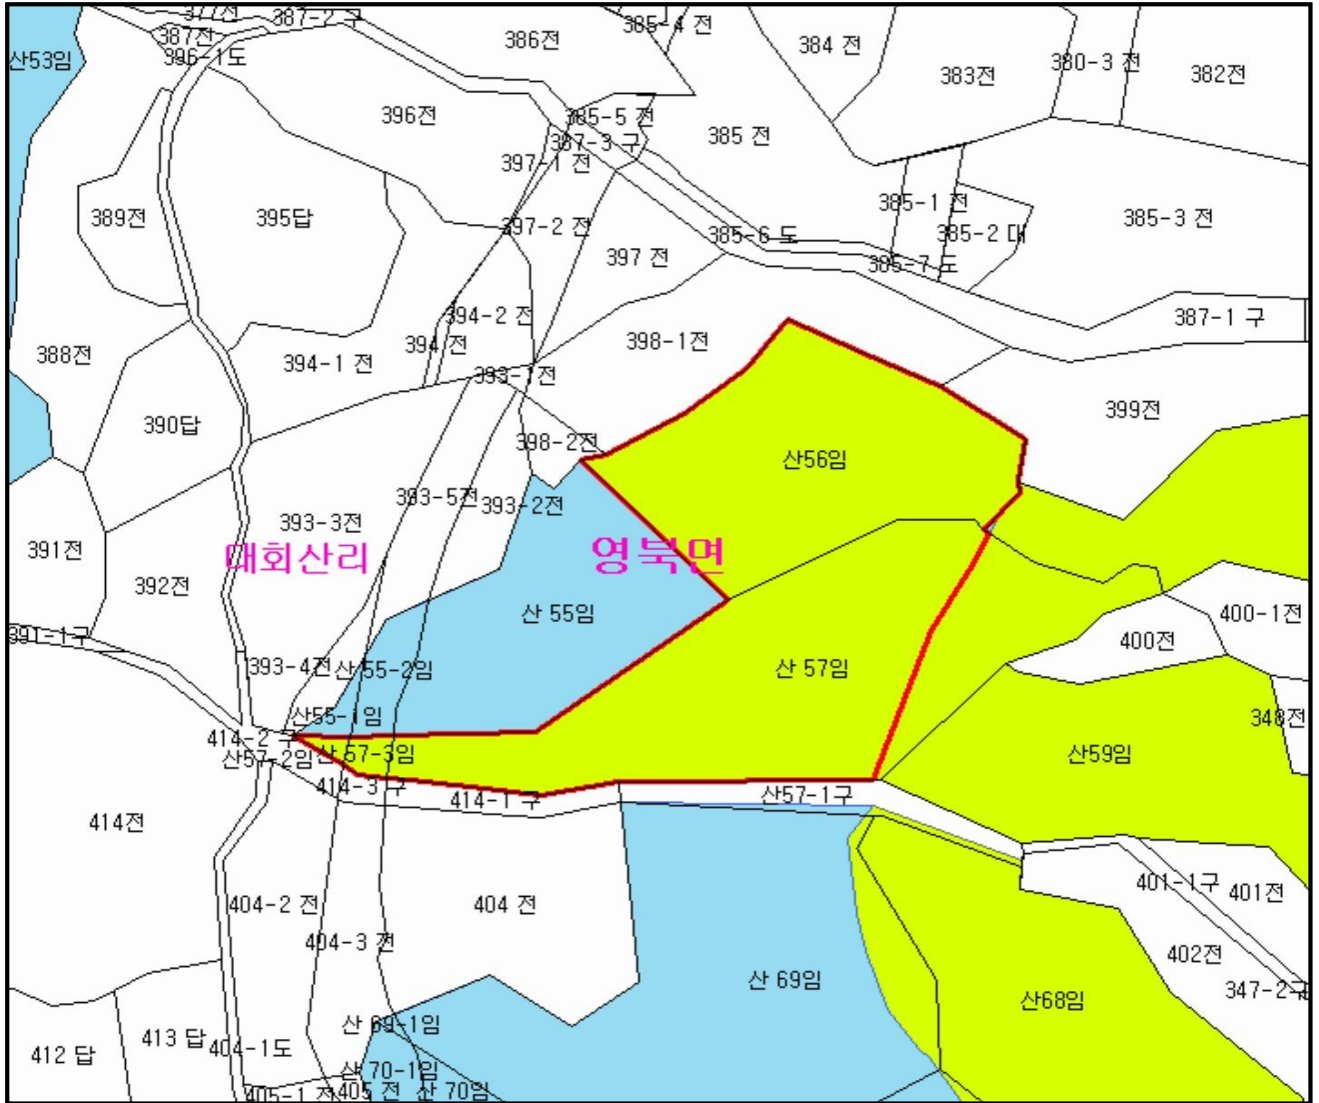 377전
387-2 구
387전
396-1도
산53임
386전
385-4 전
384 전
383전
380-3 전
382전
396전
385-5 전
387-3 구
397-1 전
385 전
389전
395답
397-2 전
397 전
385-6 도
385-1 전
385-2 대
385-7 도
385-3 전
394-2 전
394 전
394-1 전
388전
393-1전
398-1전
387-1 구
390답
398-2전
399전
산56임
393-5전
393-2전
393-3전
391전
대회산리
영북면
392전
산 55임
400-1전
400전
391-1구
393-4전
산 55-2임
산 57임
산55-1임
348전
414-2 구
산57-2임
산 57-3임
산59임
414-3 구
414-1 구
산57-1구
414전
404-2 전
404 전
404-3 전
401-1구
401전
402전
347-2구
산 69임
산68임
산 69-1임
412 답
413 답
404-1도
산 70-1임
405-1 전
405 전
산 70임